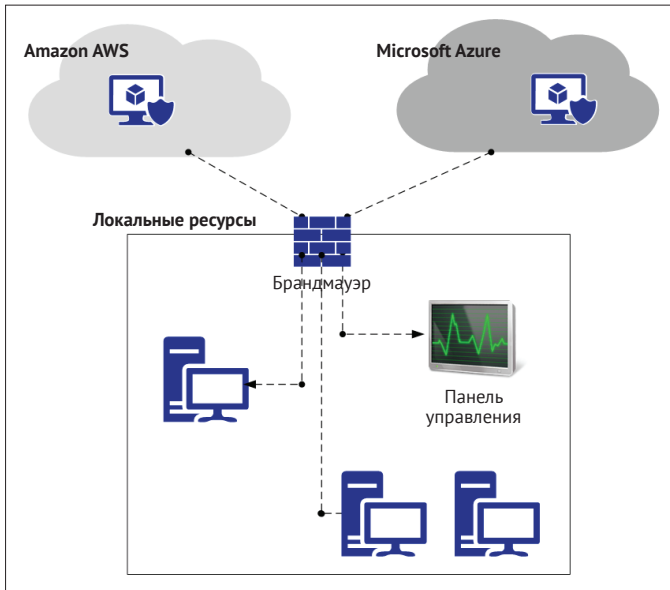 Amazon AWS
Microsoft Azure
Локальные ресурсы
Брандмауэр
Панель
управления